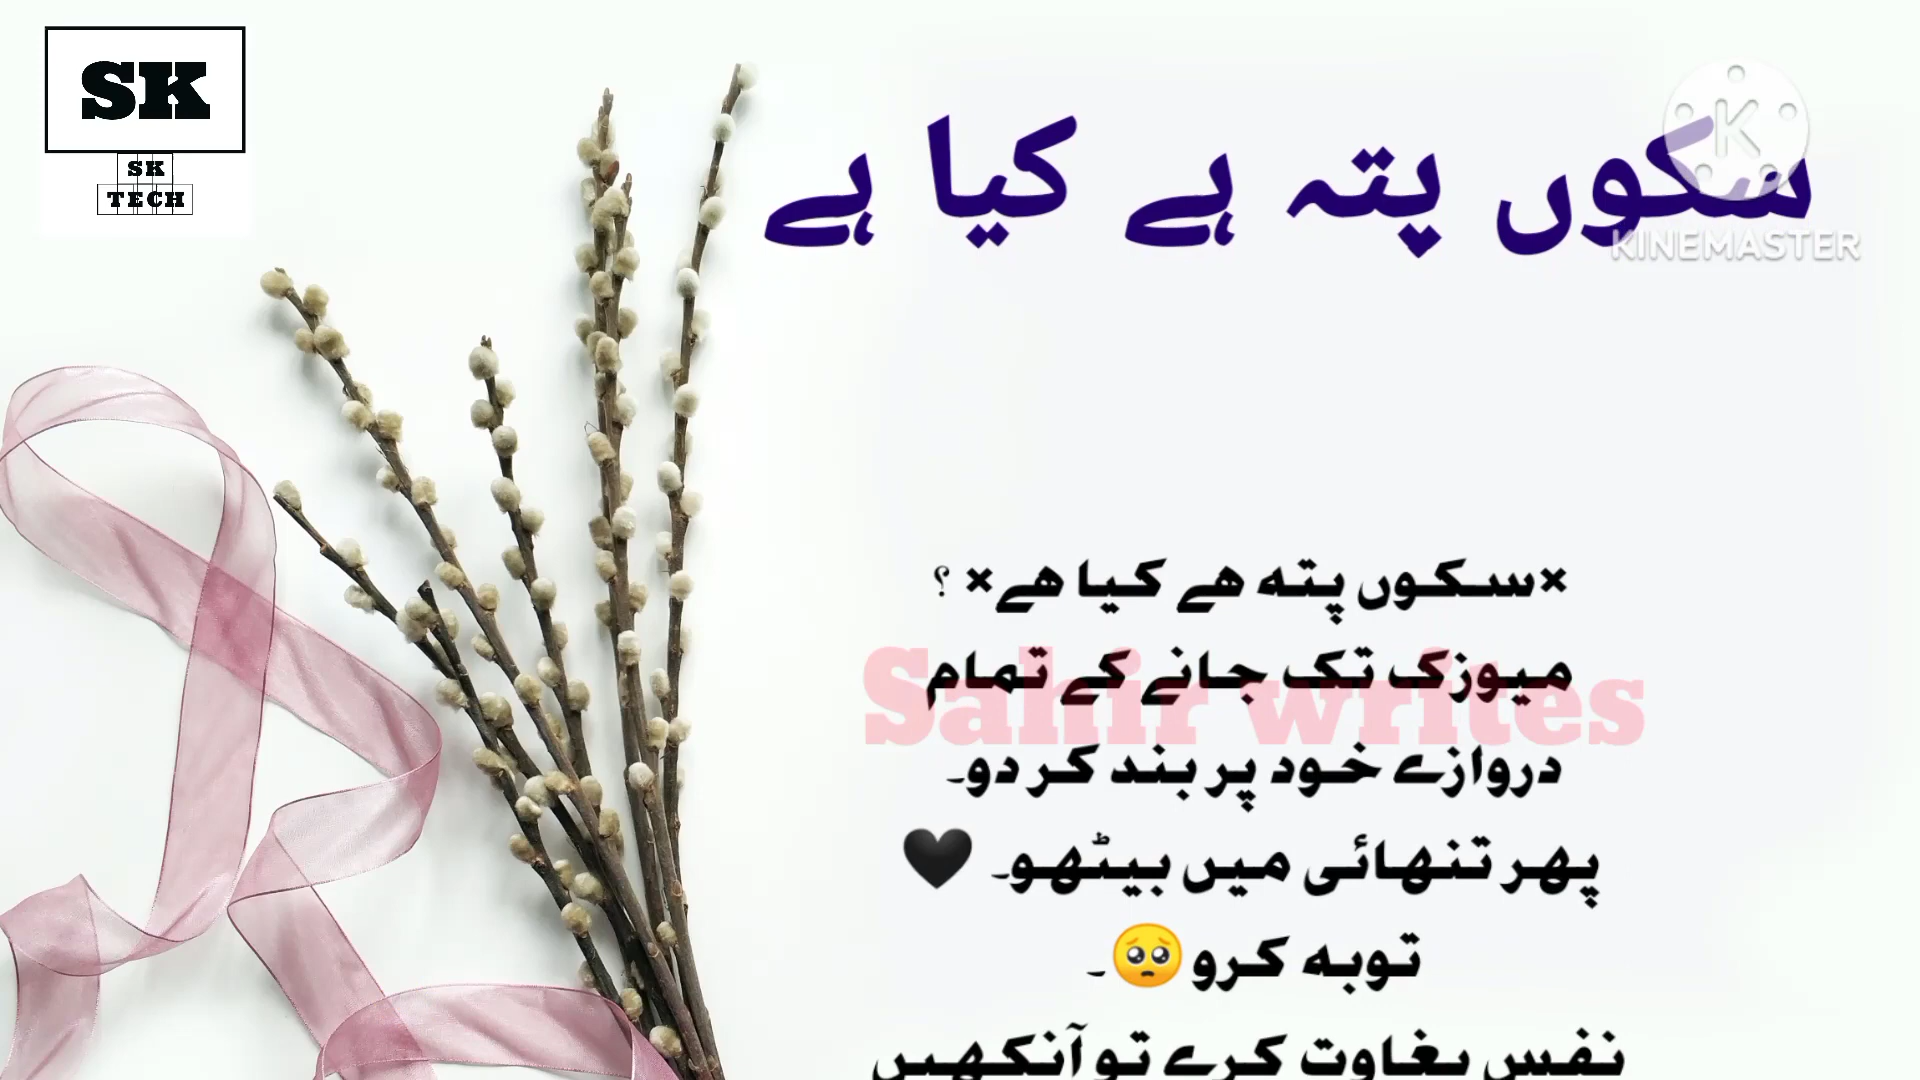 SK
SK
TECH
سکوں پتہ ہے کیا ہے
KINEMASTER
×سکوں پتہ ھے کیا ھے× ؟
میوزک تک جانے کے تمام
Sahir writes
دروازے خود پر بند کر دو۔
پھر تنھائی میں بیٹھو۔ 🖤
توبہ کرو🥺۔
نفس بغاوت کرے تو آنکھیں